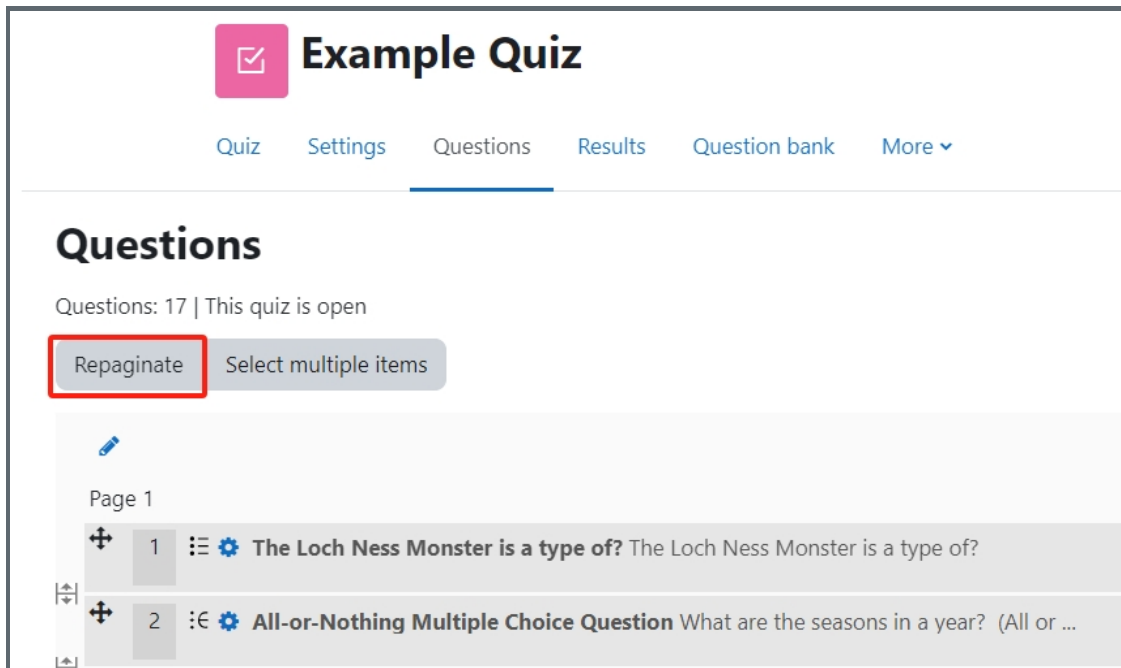 Example Quiz
Quiz Settings Questions Results Question bank More
Questions
Questions: 17 | This quiz is open
Repaginate Select multiple items
Page 1
1 The Loch Ness Monster is a type of? The Loch Ness Monster is a type of?
2 All-or-Nothing Multiple Choice Question What are the seasons in a year? (All or ...